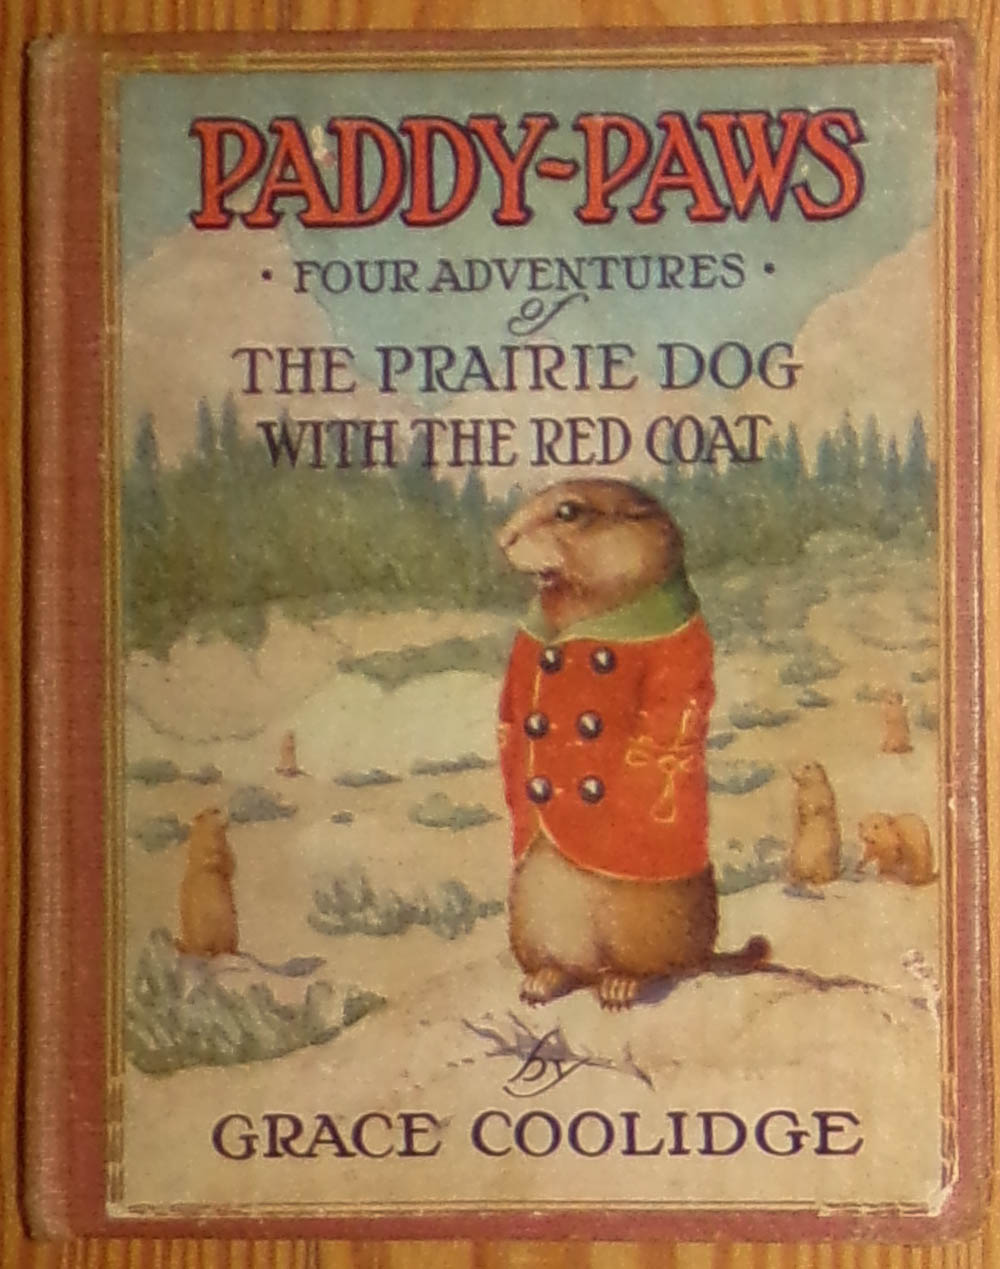 PADDY-PAWS
· FOUR ADVENTURES ·
of
THE PRAIRIE DOG
WITH THE RED COAT
by
GRACE COOLIDGE